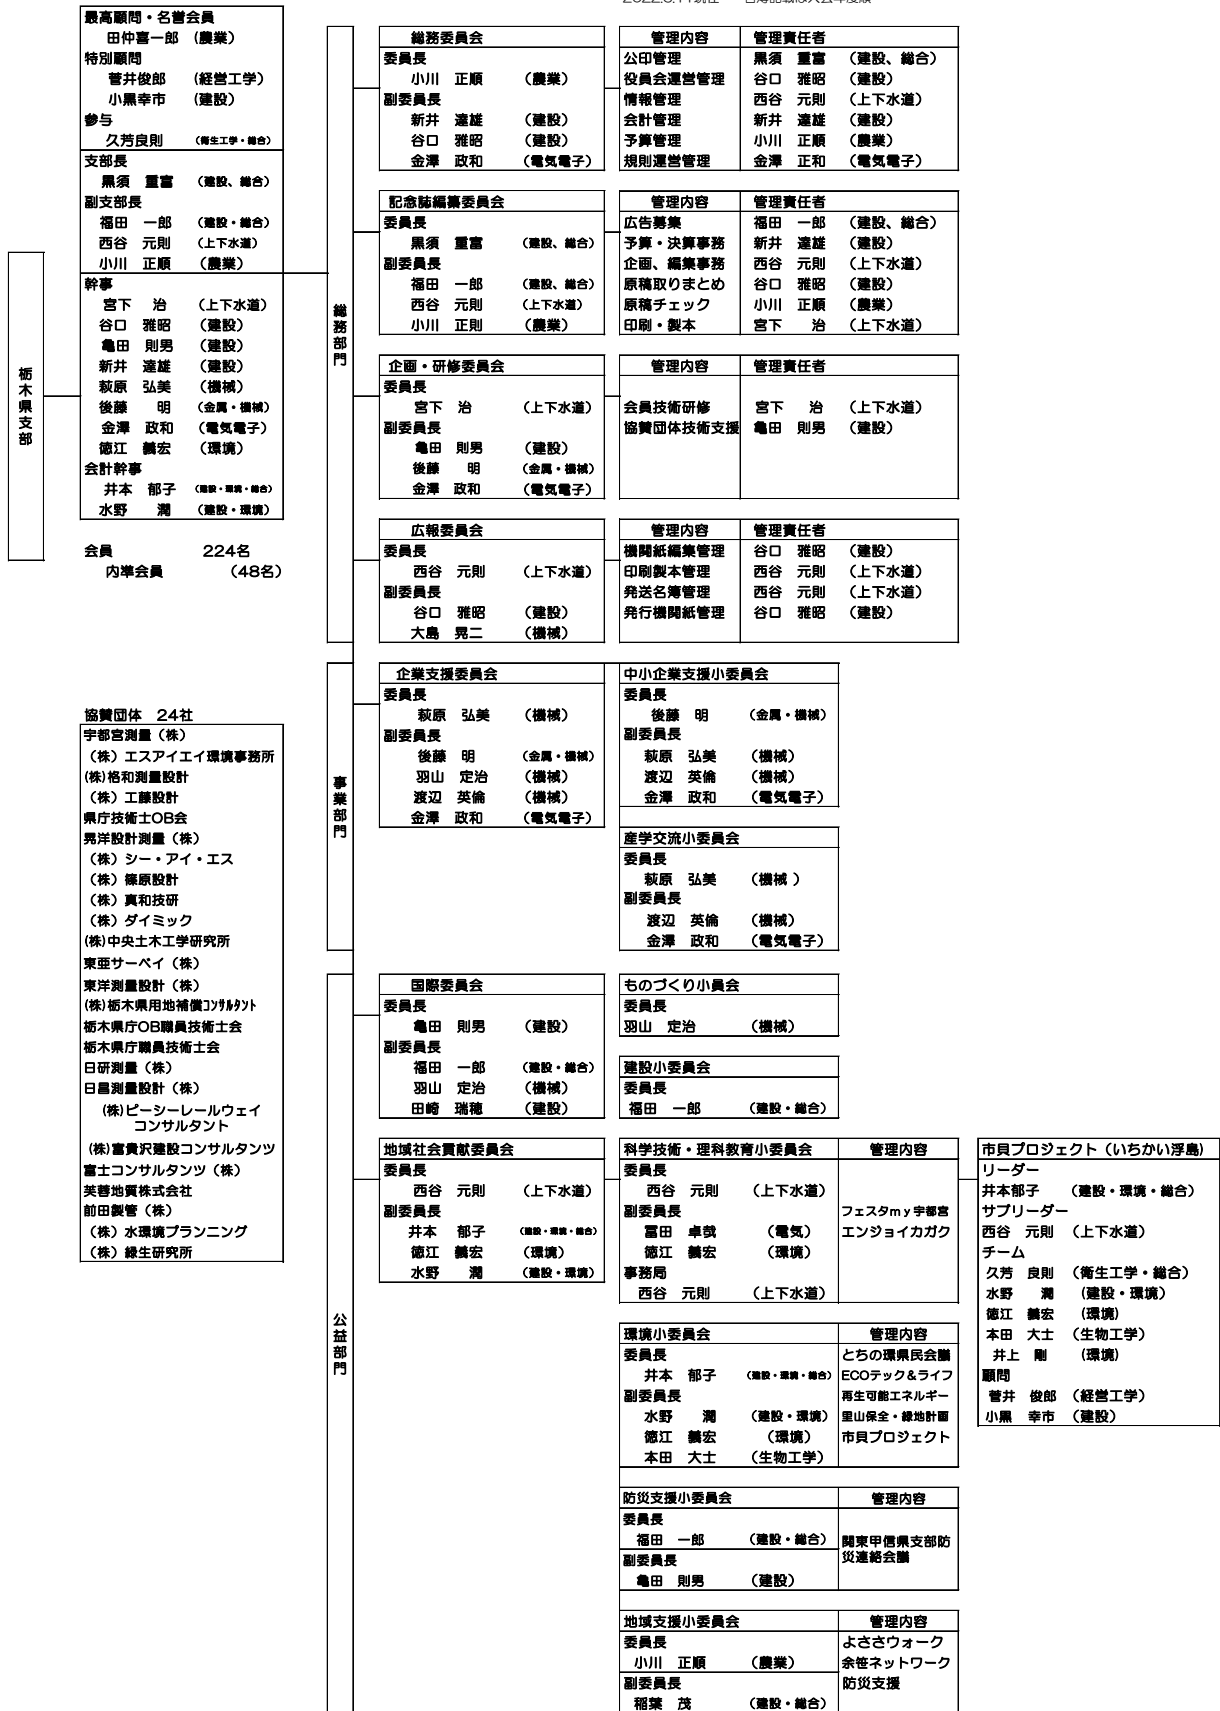 最高顧問・名誉会員
田仲喜一郎 (農業)
特別顧問
菅井俊郎 (経営工学)
小黒幸市 (建設)
参与
久芳良則 (衛生工学・総合)
支部長
黒須 重富 (建設、総合)
副支部長
福田 一郎 (建設・総合)
西谷 元則 (上下水道)
小川 正順 (農業)
幹事
宮下 治 (上下水道)
谷口 雅昭 (建設)
亀田 則男 (建設)
新井 達雄 (建設)
萩原 弘美 (機械)
後藤 明 (金属・機械)
金澤 政和 (電気電子)
徳江 義宏 (環境)
会計幹事
井本 郁子 (建設・環境・総合)
水野 潤 (建設・環境)
会員 224名
内準会員 (48名)
栃木県支部
協賛団体 24社
宇都宮測量(株)
(株)エスアイエイ環境事務所
(株)格和測量設計
(株)工藤設計
県庁技術士OB会
晃洋設計測量(株)
(株)シー・アイ・エス
(株)篠原設計
(株)真和技研
(株)ダイミック
(株)中央土木工学研究所
東亜サーベイ(株)
東洋測量設計(株)
(株)栃木県用地補償コンサルタント
栃木県庁OB職員技術士会
栃木県庁職員技術士会
日研測量(株)
日昌測量設計(株)
(株)ピーシーレールウェイ
コンサルタント
(株)富貴沢建設コンサルタンツ
富士コンサルタンツ(株)
芙蓉地質株式会社
前田製管(株)
(株)水環境プランニング
(株)緑生研究所
総務部門
総務委員会
委員長
小川 正順 (農業)
副委員長
新井 達雄 (建設)
谷口 雅昭 (建設)
金澤 政和 (電気電子)
管理内容 管理責任者
公印管理 黒須 重富 (建設、総合)
役員会運営管理 谷口 雅昭 (建設)
情報管理 西谷 元則 (上下水道)
会計管理 新井 達雄 (建設)
予算管理 小川 正順 (農業)
規則運営管理 金澤 正和 (電気電子)
記念誌編纂委員会
委員長
黒須 重富 (建設、総合)
副委員長
福田 一郎 (建設、総合)
西谷 元則 (上下水道)
小川 正則 (農業)
管理内容 管理責任者
広告募集 福田 一郎 (建設、総合)
予算・決算事務 新井 達雄 (建設)
企画、編集事務 西谷 元則 (上下水道)
原稿取りまとめ 谷口 雅昭 (建設)
原稿チェック 小川 正順 (農業)
印刷・製本 宮下 治 (上下水道)
企画・研修委員会
委員長
宮下 治 (上下水道)
副委員長
亀田 則男 (建設)
後藤 明 (金属・機械)
金澤 政和 (電気電子)
管理内容 管理責任者
会員技術研修 宮下 治 (上下水道)
協賛団体技術支援 亀田 則男 (建設)
広報委員会
委員長
西谷 元則 (上下水道)
副委員長
谷口 雅昭 (建設)
大島 晃二 (機械)
管理内容 管理責任者
機関紙編集管理 谷口 雅昭 (建設)
印刷製本管理 西谷 元則 (上下水道)
発送名簿管理 西谷 元則 (上下水道)
発行機関紙管理 谷口 雅昭 (建設)
事業部門
企業支援委員会
委員長
萩原 弘美 (機械)
副委員長
後藤 明 (金属・機械)
羽山 定治 (機械)
渡辺 英倫 (機械)
金澤 政和 (電気電子)
中小企業支援小委員会
委員長
後藤 明 (金属・機械)
副委員長
萩原 弘美 (機械)
渡辺 英倫 (機械)
金澤 政和 (電気電子)
産学交流小委員会
委員長
萩原 弘美 (機械 )
副委員長
渡辺 英倫 (機械)
金澤 政和 (電気電子)
公益部門
国際委員会
委員長
亀田 則男 (建設)
副委員長
福田 一郎 (建設・総合)
羽山 定治 (機械)
田崎 瑞穂 (建設)
ものづくり小員会
委員長
羽山 定治 (機械)
建設小委員会
委員長
福田 一郎 (建設・総合)
地域社会貢献委員会
委員長
西谷 元則 (上下水道)
副委員長
井本 郁子 (建設・環境・総合)
徳江 義宏 (環境)
水野 潤 (建設・環境)
科学技術・理科教育小委員会 管理内容
委員長
西谷 元則 (上下水道)
副委員長 フェスタmy宇都宮
冨田 卓哉 (電気) エンジョイカガク
徳江 義宏 (環境)
事務局
西谷 元則 (上下水道)
市貝プロジェクト(いちかい浮島)
リーダー
井本郁子 (建設・環境・総合)
サブリーダー
西谷 元則 (上下水道)
チーム
久芳 良則 (衛生工学・総合)
水野 潤 (建設・環境)
徳江 義宏 (環境)
本田 大士 (生物工学)
井上 剛 (環境)
顧問
菅井 俊郎 (経営工学)
小黒 幸市 (建設)
環境小委員会 管理内容
委員長 とちの環県民会議
井本 郁子 (建設・環境・総合) ECOテック&ライフ
副委員長 再生可能エネルギー
水野 潤 (建設・環境) 里山保全・緑地計画
徳江 義宏 (環境) 市貝プロジェクト
本田 大士 (生物工学)
防災支援小委員会 管理内容
委員長
福田 一郎 (建設・総合) 関東甲信県支部防
副委員長 災連絡会議
亀田 則男 (建設)
地域支援小委員会 管理内容
委員長 よささウォーク
小川 正順 (農業) 余笹ネットワーク
副委員長 防災支援
稲葉 茂 (建設・総合)